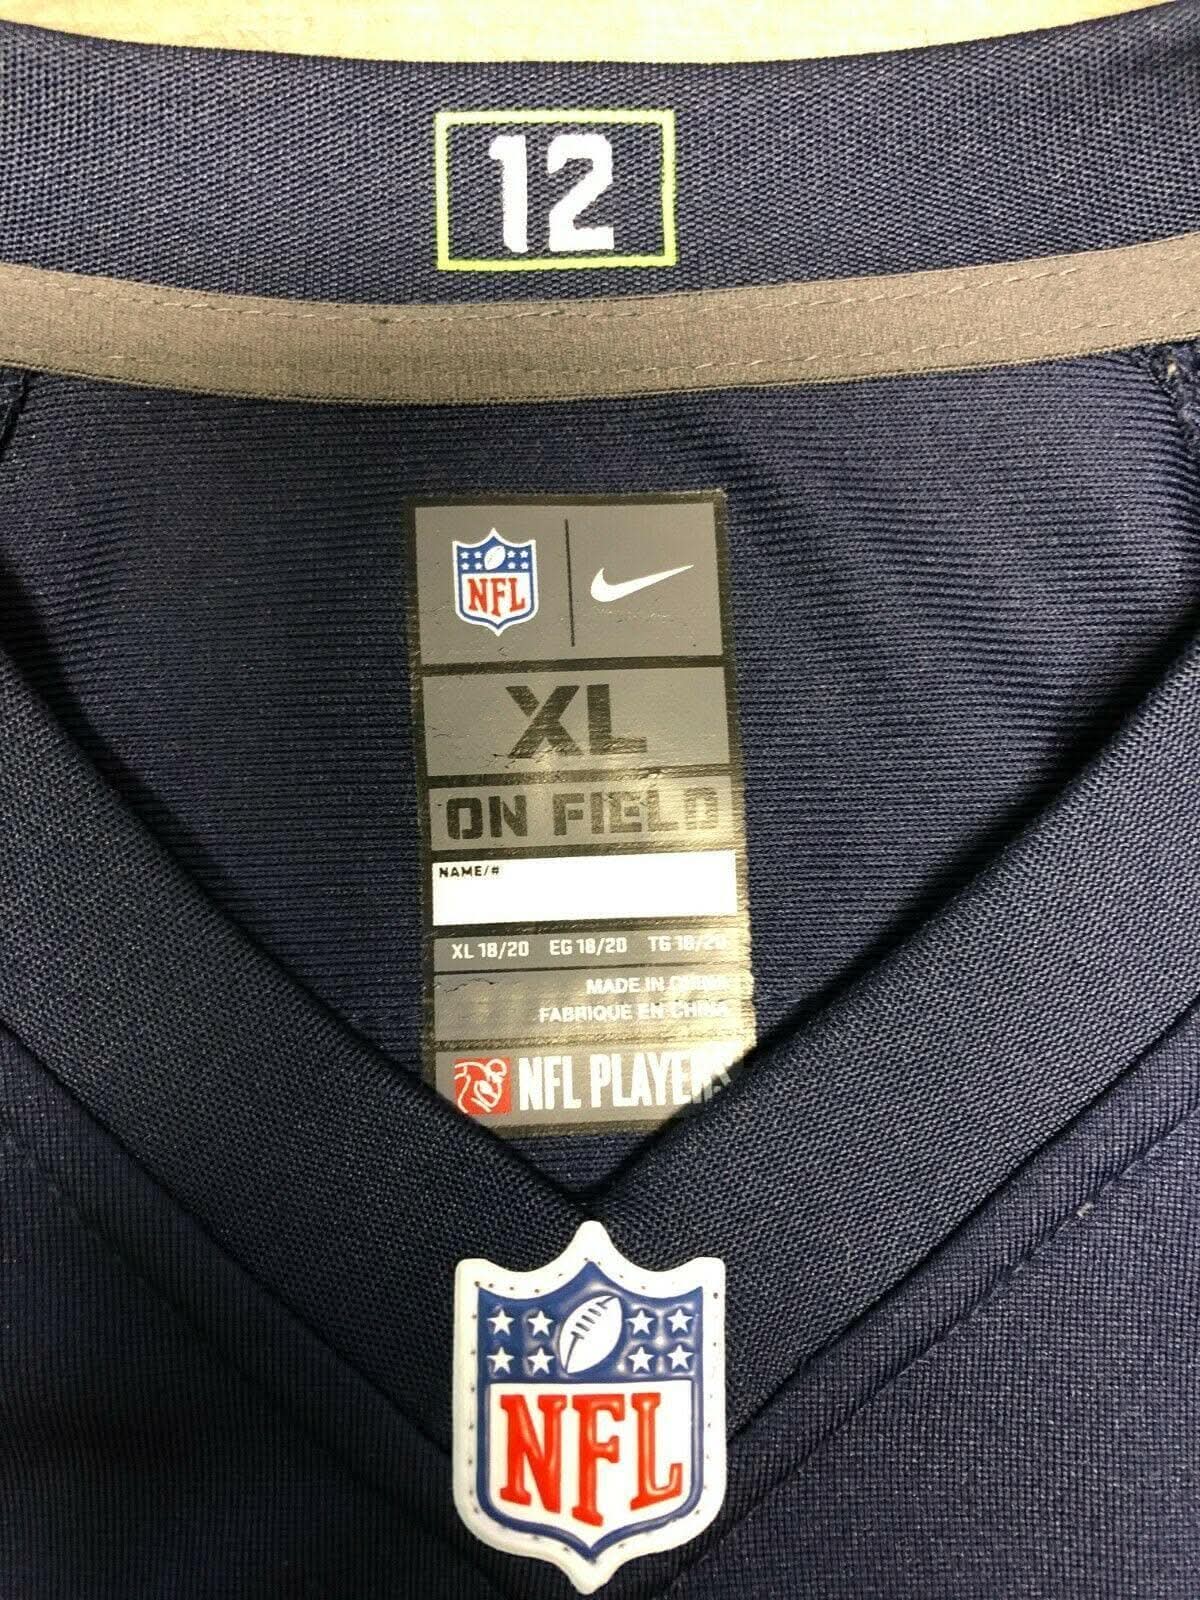 12
NFL
XL
ON FIELD
NAME/#
XL 18/20 EG 18/20 TG 18/20
MADE IN CHINA
FABRIQUE EN CHINA
NFL PLAYERS
NFL